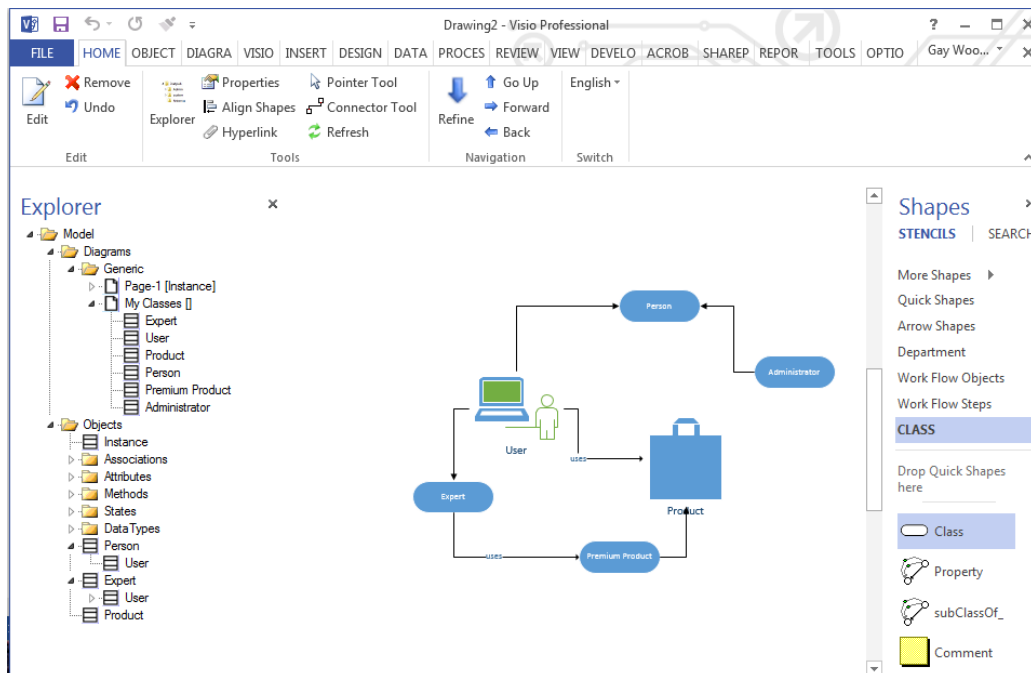 Drawing2 - Visio Professional
FILE HOME OBJECT DIAGRA VISIO INSERT DESIGN DATA PROCES REVIEW VIEW DEVELO ACROB SHAREP REPOR TOOLS OPTIO Gay Woo...
Edit
Remove
Undo
Edit
Explorer
Properties
Align Shapes
Hyperlink
Pointer Tool
Connector Tool
Refresh
Tools
Refine
Go Up
Forward
Back
Navigation
English
Switch
Explorer
Model
Diagrams
Generic
Page-1 [Instance]
My Classes []
Expert
User
Product
Person
Premium Product
Administrator
Objects
Instance
Associations
Attributes
Methods
States
DataTypes
Person
User
Expert
User
Product
Person
Administrator
User
uses
Product
Expert
uses
Premium Product
Shapes
STENCILS SEARCH
More Shapes
Quick Shapes
Arrow Shapes
Department
Work Flow Objects
Work Flow Steps
CLASS
Drop Quick Shapes
here
Class
Property
subClassOf_
Comment